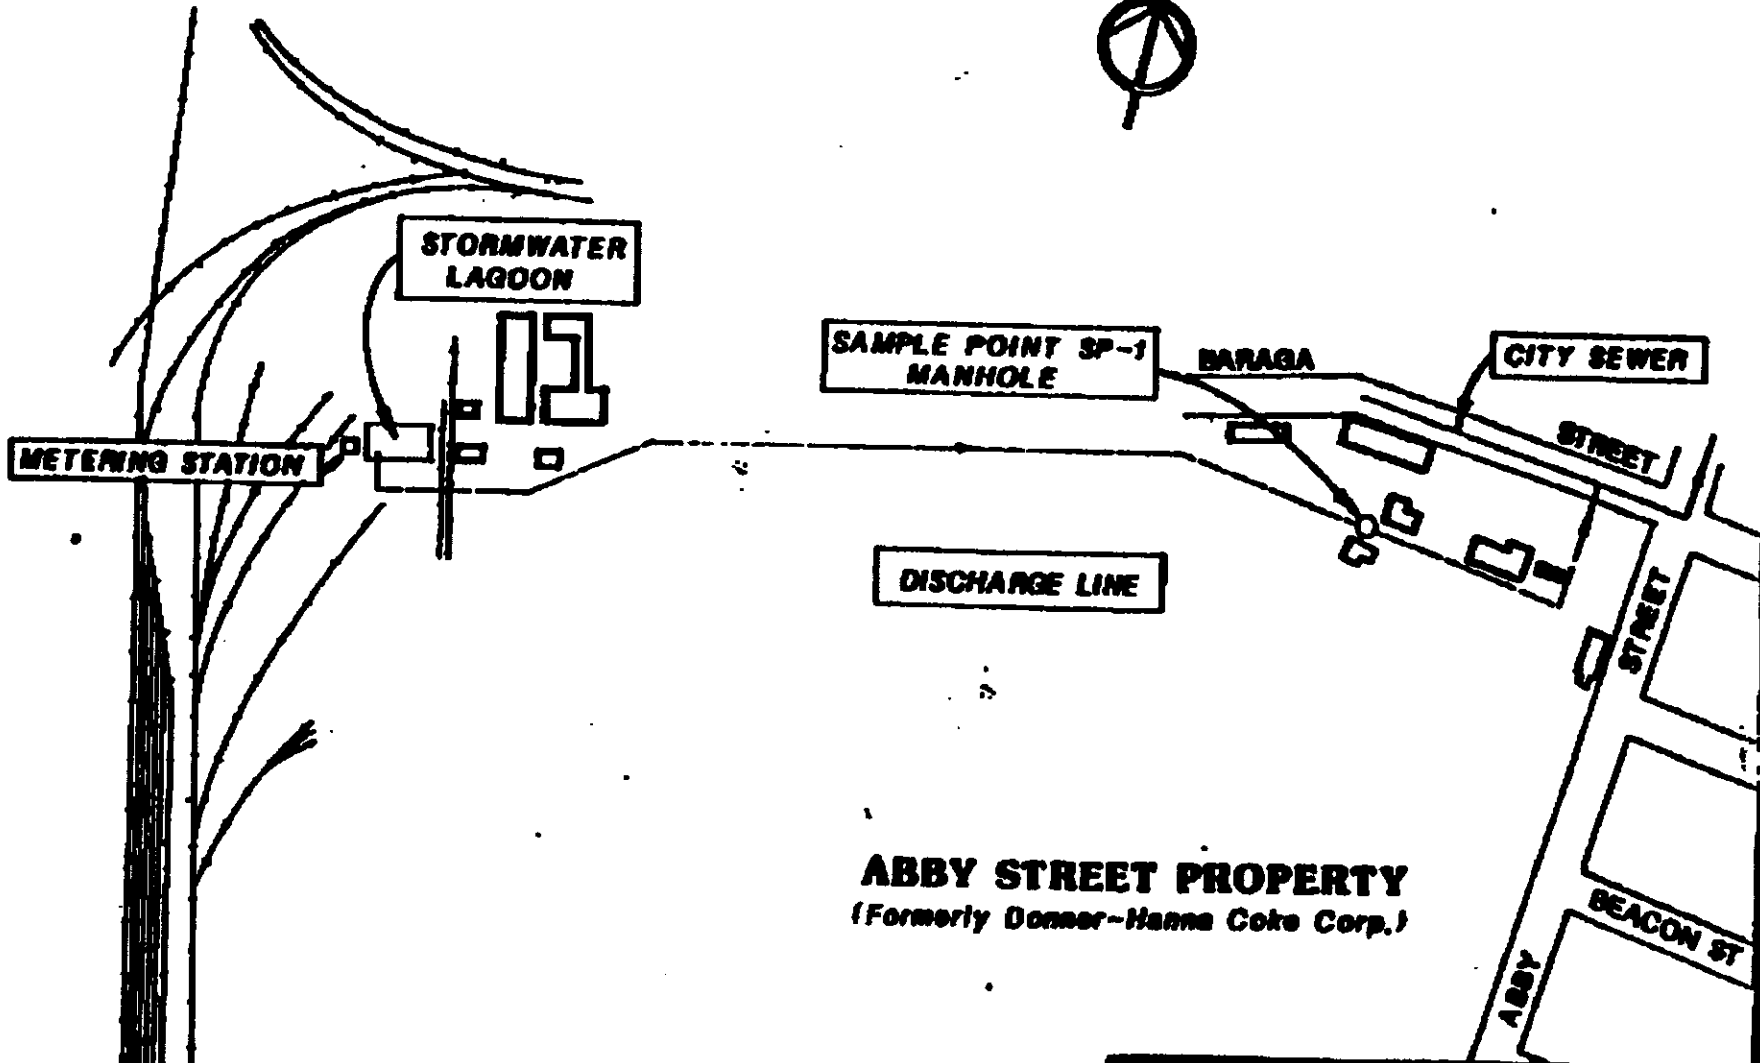 STORMWATER
LAGOON
SAMPLE POINT SP-1
MANHOLE
BARAGA
STREET
CITY SEWER
METERING STATION
DISCHARGE LINE
STREET
ABBY
ABBY STREET PROPERTY
(Formerly Donner-Hanna Coke Corp.)
BEACON ST